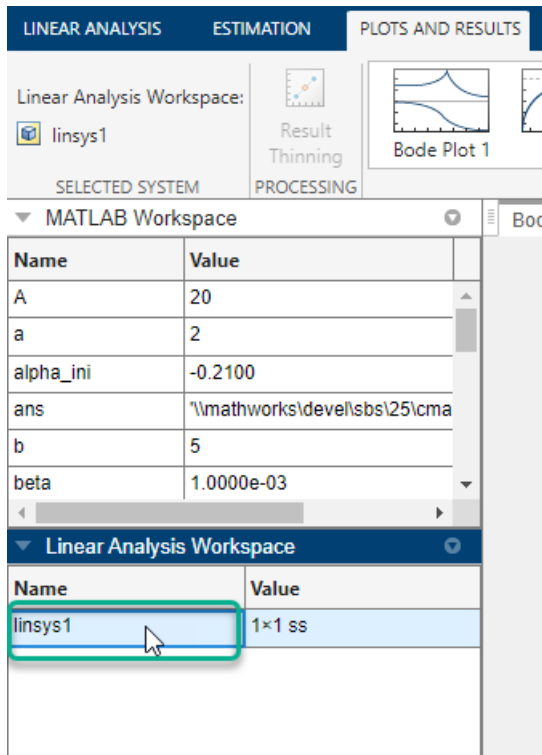 LINEAR ANALYSIS ESTIMATION PLOTS AND RESULTS
Linear Analysis Workspace:
linsys1
Result
Thinning
Bode Plot 1
SELECTED SYSTEM PROCESSING
MATLAB Workspace
Boo
Name Value
A 20
a 2
alpha_ini -0.2100
ans '\\mathworks\devel\sbs\25\cma
b 5
beta 1.0000e-03
Linear Analysis Workspace
Name Value
linsys1 1×1 ss